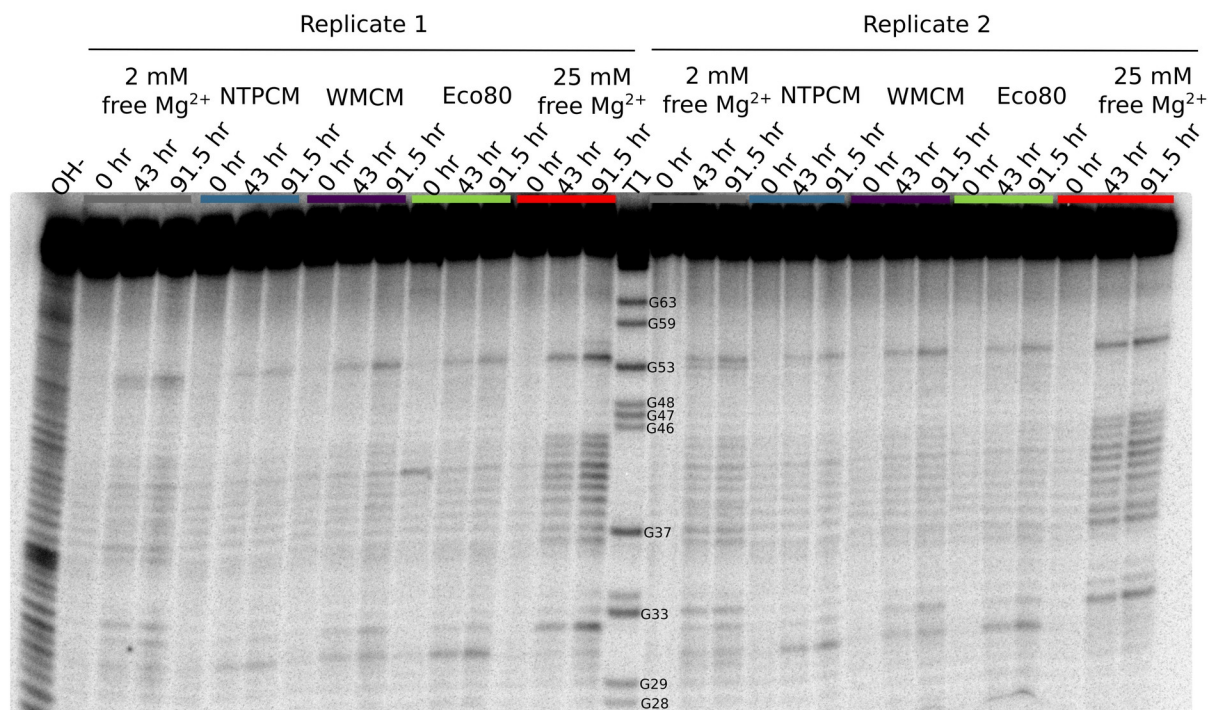 Replicate 1 Replicate 2
2 mM free Mg2+ NTPCM WMCM Eco80 25 mM free Mg2+ 2 mM free Mg2+ NTPCM WMCM Eco80 25 mM free Mg2+
OH- 0 hr 43 hr 91.5 hr 0 hr 43 hr 91.5 hr 0 hr 43 hr 91.5 hr 0 hr 43 hr 91.5 hr 0 hr 43 hr 91.5 hr T1 0 hr 43 hr 91.5 hr 0 hr 43 hr 91.5 hr 0 hr 43 hr 91.5 hr 0 hr 43 hr 91.5 hr 0 hr 43 hr 91.5 hr
G63
G59
G53
G48
G47
G46
G37
G33
G29
G28